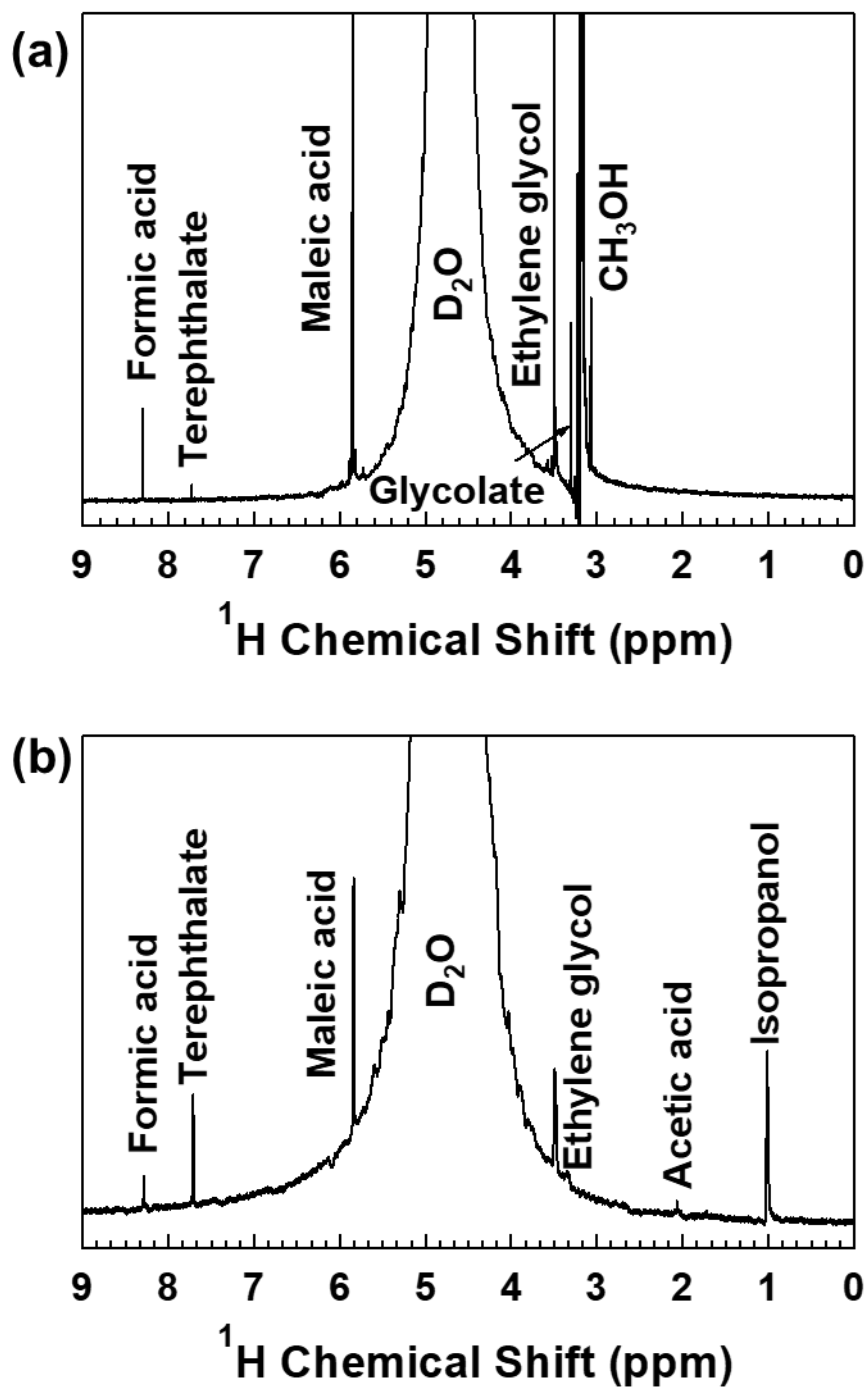 (a)
Formic acid
Terephthalate
Maleic acid
D₂O
Ethylene glycol
Glycolate
CH₃OH
9 8 7 6 5 4 3 2 1 0
¹H Chemical Shift (ppm)
(b)
Formic acid
Terephthalate
Maleic acid
D₂O
Ethylene glycol
Acetic acid
Isopropanol
9 8 7 6 5 4 3 2 1 0
¹H Chemical Shift (ppm)